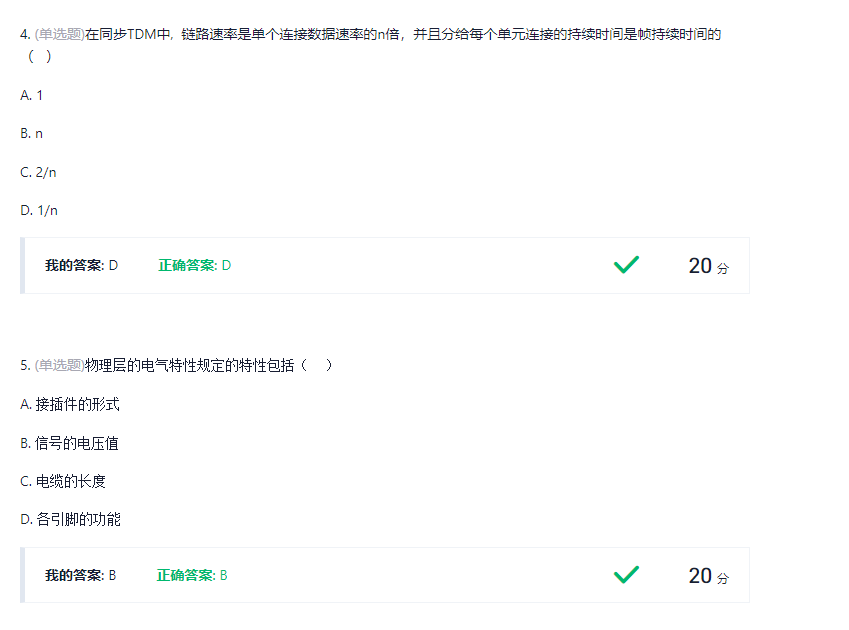 4. (单选题)在同步TDM中, 链路速率是单个连接数据速率的n倍，并且分给每个单元连接的持续时间是帧持续时间的
（ ）
A. 1
B. n
C. 2/n
D. 1/n
我的答案: D 正确答案: D 20 分
5. (单选题)物理层的电气特性规定的特性包括（ ）
A. 接插件的形式
B. 信号的电压值
C. 电缆的长度
D. 各引脚的功能
我的答案: B 正确答案: B 20 分